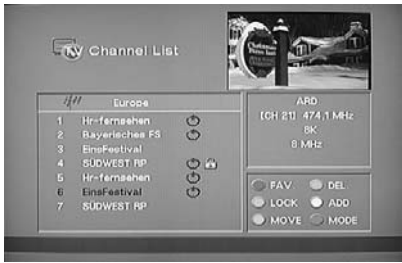 TV Channel List
Europe
1 Hr-fernsehen
2 Bayerisches FS
3 EinsFestival
4 SÜDWEST RP
5 Hr-fernsehen
6 EinsFestival
7 SÜDWEST RP
ARD
[CH 21] 474,1 MHz
8K
8 MHz
FAV
DEL
LOCK
ADD
MOVE
MODE